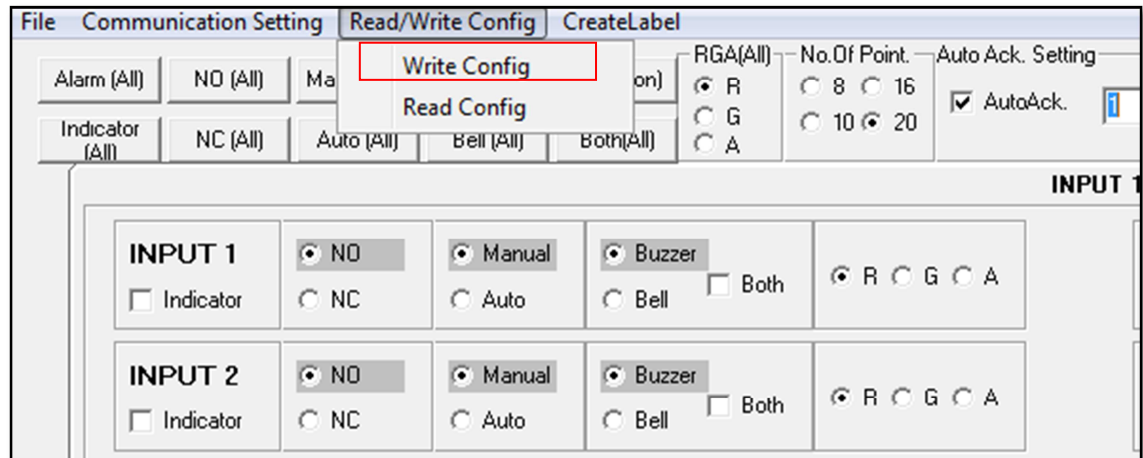 File Communication Setting Read/Write Config CreateLabel
Write Config
Read Config
Alarm (All) NO (All) RGA(All) No.Of Point. Auto Ack. Setting
R 8 16 AutoAck. 1
G 10 20
A
Indicator (All) NC (All) Auto (All) Bell (All) Both(All)
INPUT 1
INPUT 1 NO Manual Buzzer Both R G A
Indicator NC Auto Bell
INPUT 2 NO Manual Buzzer Both R G A
Indicator NC Auto Bell